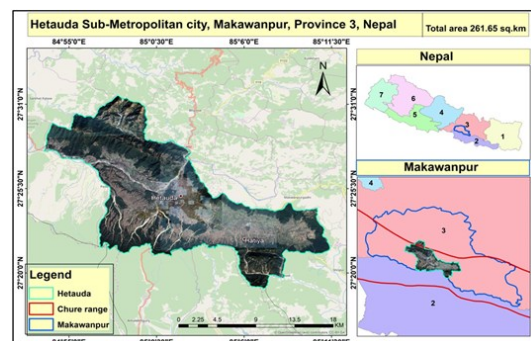 Hetauda Sub-Metropolitan city, Makawanpur, Province 3, Nepal
Total area 261.65 sq.km
84°55'0"E
85°0'30"E
85°6'0"E
85°11'30"E
N
27°31'0"N
27°25'30"N
27°20'0"N
Hetauda
Legend
Hetauda
Chure range
Makawanpur
0 2.25 4.5 9 13.5 18
KM
Nepal
7
6
5
4
3
2
1
Makawanpur
4
3
2